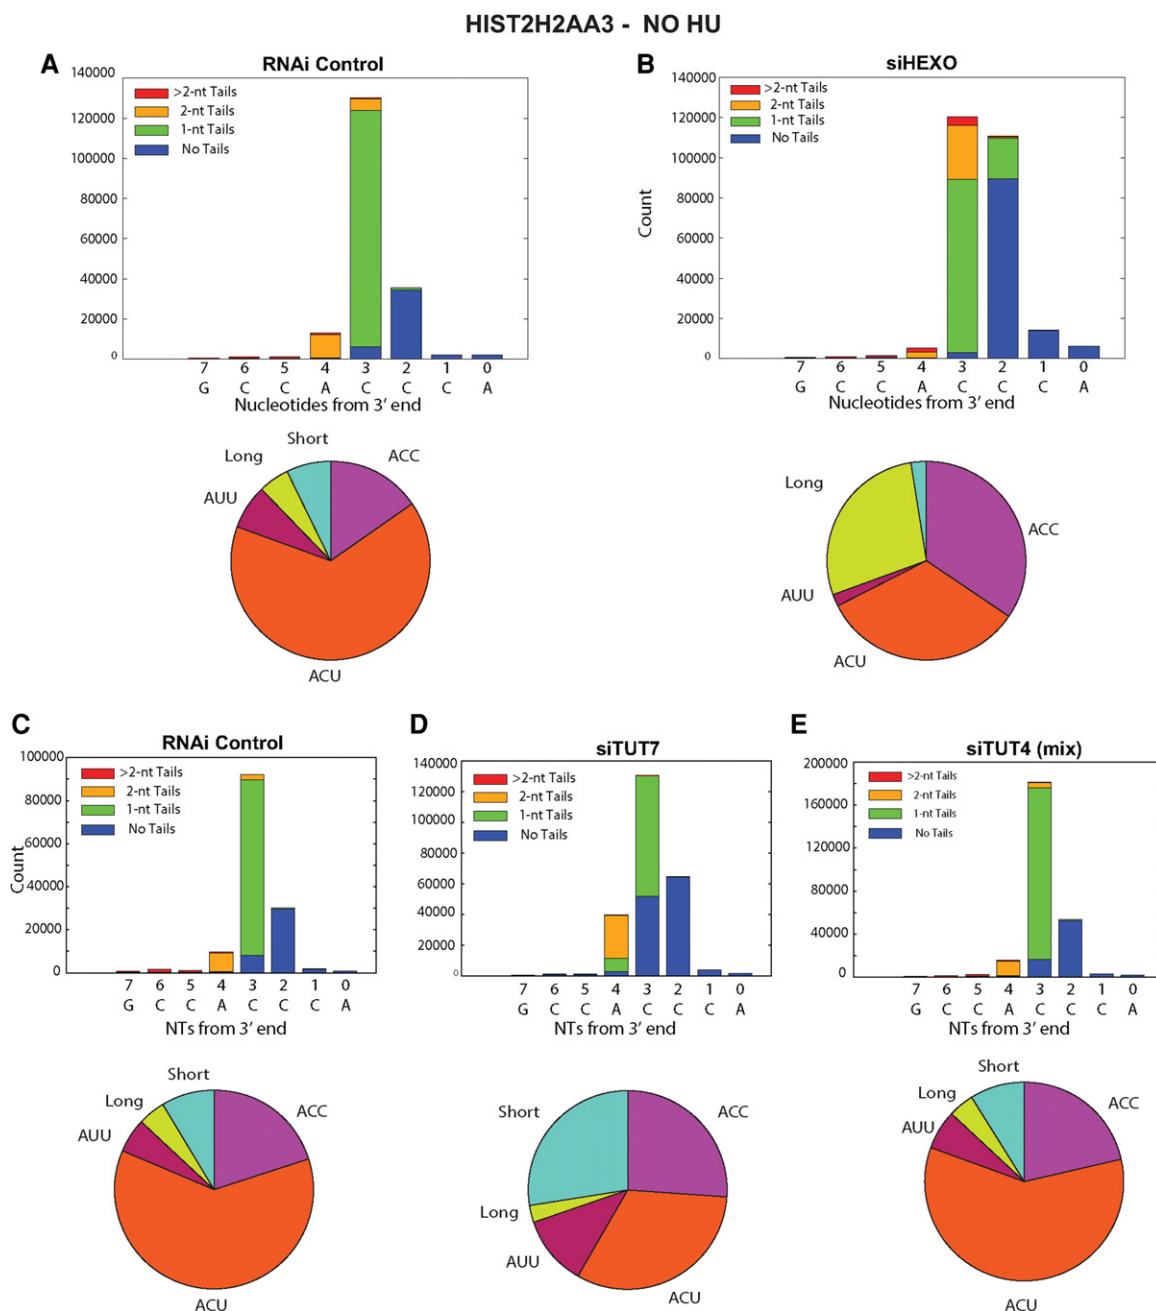 HIST2H2AA3 - NO HU
A
RNAi Control
140000
120000
100000
80000
60000
40000
20000
0
>2-nt Tails
2-nt Tails
1-nt Tails
No Tails
7 6 5 4 3 2 1 0
G C C A C C C A
Nucleotides from 3' end
Short
Long
ACC
AUU
ACU
B
siHEXO
140000
120000
100000
80000
60000
40000
20000
0
Count
>2-nt Tails
2-nt Tails
1-nt Tails
No Tails
7 6 5 4 3 2 1 0
G C C A C C C A
Nucleotides from 3' end
Long
ACC
AUU
ACU
C
RNAi Control
100000
80000
60000
40000
20000
0
Count
>2-nt Tails
2-nt Tails
1-nt Tails
No Tails
7 6 5 4 3 2 1 0
G C C A C C C A
NTs from 3' end
Short
Long
ACC
AUU
ACU
D
siTUT7
140000
120000
100000
80000
60000
40000
20000
0
>2-nt Tails
2-nt Tails
1-nt Tails
No Tails
7 6 5 4 3 2 1 0
G C C A C C C A
NTs from 3' end
Short
ACC
Long
AUU
ACU
E
siTUT4 (mix)
200000
160000
120000
80000
40000
0
>2-nt Tails
2-nt Tails
1-nt Tails
No Tails
7 6 5 4 3 2 1 0
G C C A C C C A
NTs from 3' end
Short
Long
ACC
AUU
ACU